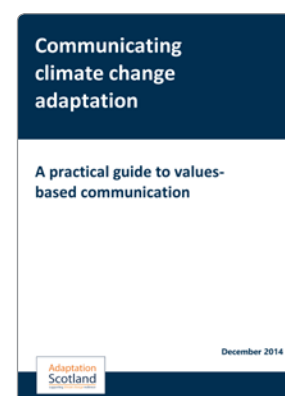 Communicating
climate change
adaptation
A practical guide to values-
based communication
December 2014
Adaptation
Scotland